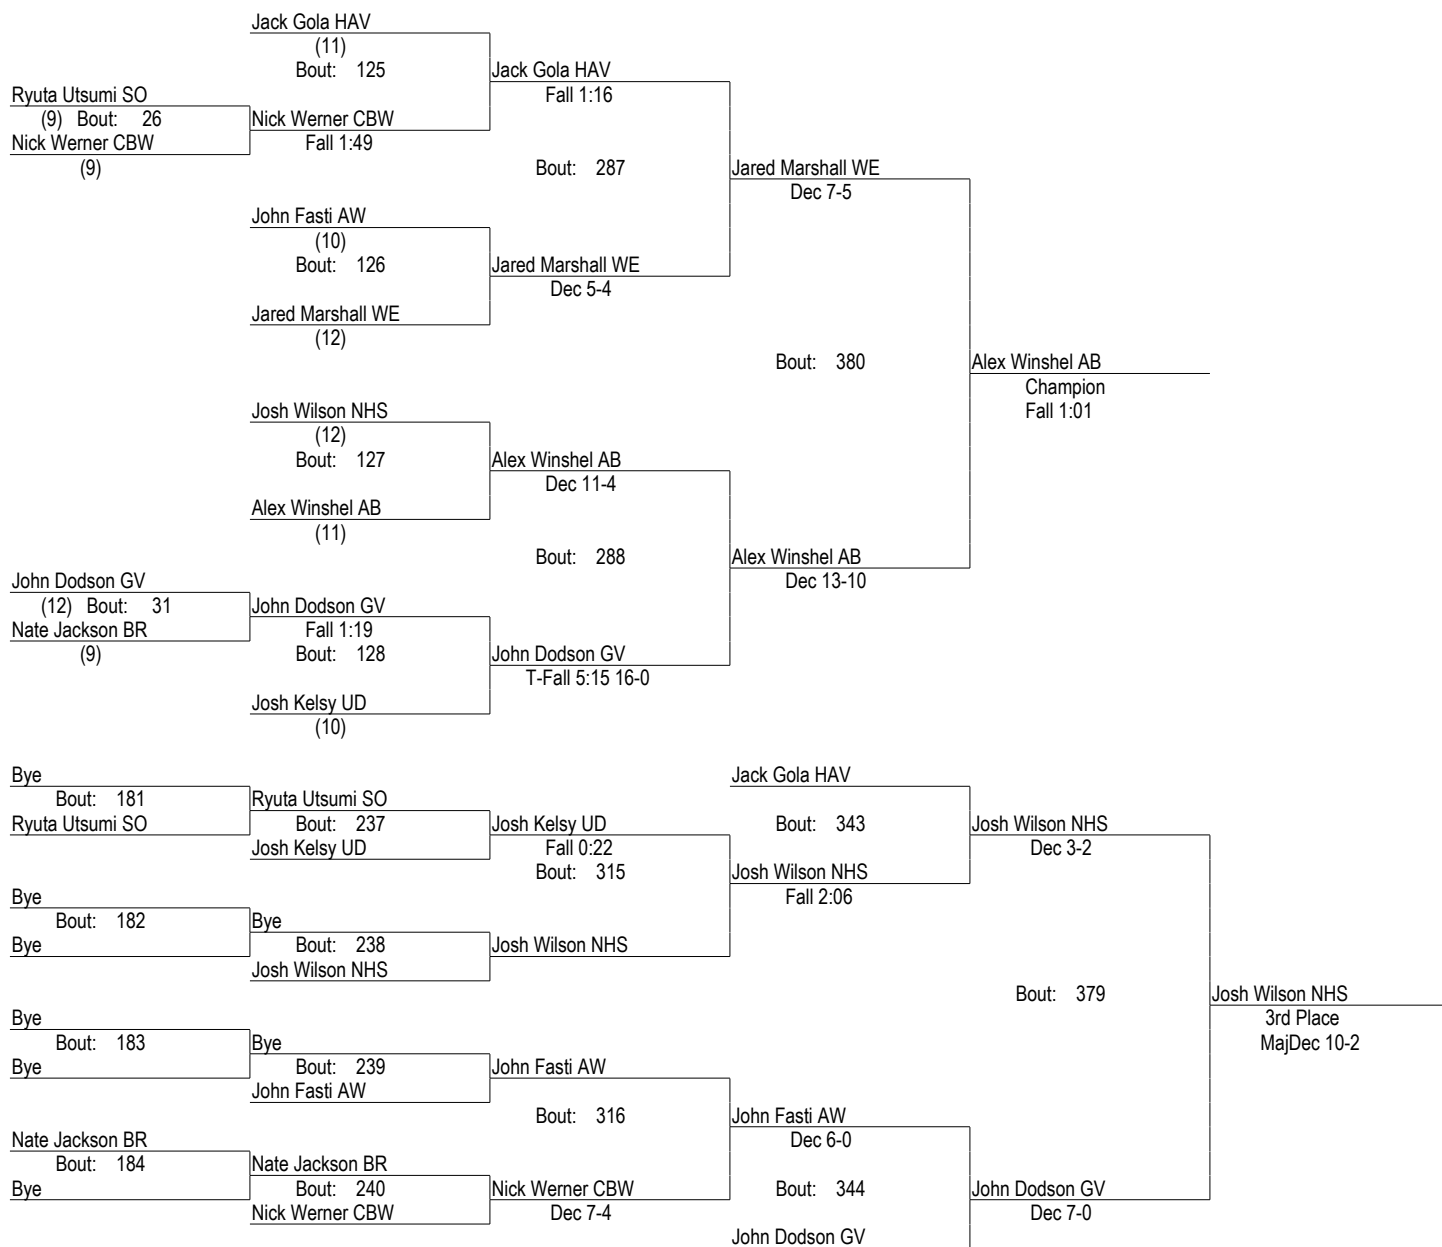 Jack Gola HAV
(11)
Bout: 125
Jack Gola HAV
Fall 1:16
Ryuta Utsumi SO
(9) Bout: 26
Nick Werner CBW
Fall 1:49
Nick Werner CBW
(9)
Bout: 287
Jared Marshall WE
Dec 7-5
John Fasti AW
(10)
Bout: 126
Jared Marshall WE
Dec 5-4
Jared Marshall WE
(12)
Bout: 380
Alex Winshel AB
Champion
Fall 1:01
Josh Wilson NHS
(12)
Bout: 127
Alex Winshel AB
Dec 11-4
Alex Winshel AB
(11)
Bout: 288
Alex Winshel AB
Dec 13-10
John Dodson GV
(12) Bout: 31
John Dodson GV
Fall 1:19
Nate Jackson BR
(9)
Bout: 128
John Dodson GV
T-Fall 5:15 16-0
Josh Kelsy UD
(10)
Bye
Bout: 181
Ryuta Utsumi SO
Ryuta Utsumi SO
Bout: 237
Josh Kelsy UD
Josh Kelsy UD
Fall 0:22
Bout: 315
Jack Gola HAV
Bout: 343
Josh Wilson NHS
Dec 3-2
Josh Wilson NHS
Fall 2:06
Bye
Bout: 182
Bye
Bye
Bout: 238
Josh Wilson NHS
Josh Wilson NHS
Bout: 379
Josh Wilson NHS
3rd Place
MajDec 10-2
Bye
Bout: 183
Bye
Bye
Bout: 239
John Fasti AW
John Fasti AW
Bout: 316
John Fasti AW
Dec 6-0
Nate Jackson BR
Bout: 184
Bye
Nate Jackson BR
Bout: 240
Nick Werner CBW
Nick Werner CBW
Dec 7-4
Bout: 344
John Dodson GV
Dec 7-0
John Dodson GV